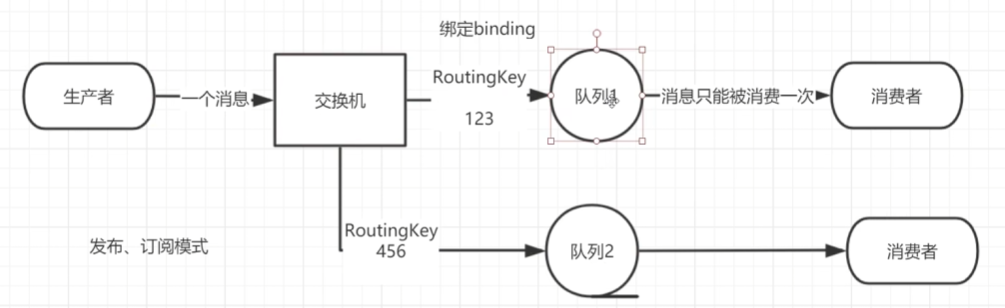 绑定binding
生产者
一个消息
交换机
RoutingKey
123
队列1
消息只能被消费一次
消费者
发布、订阅模式
RoutingKey
456
队列2
消费者